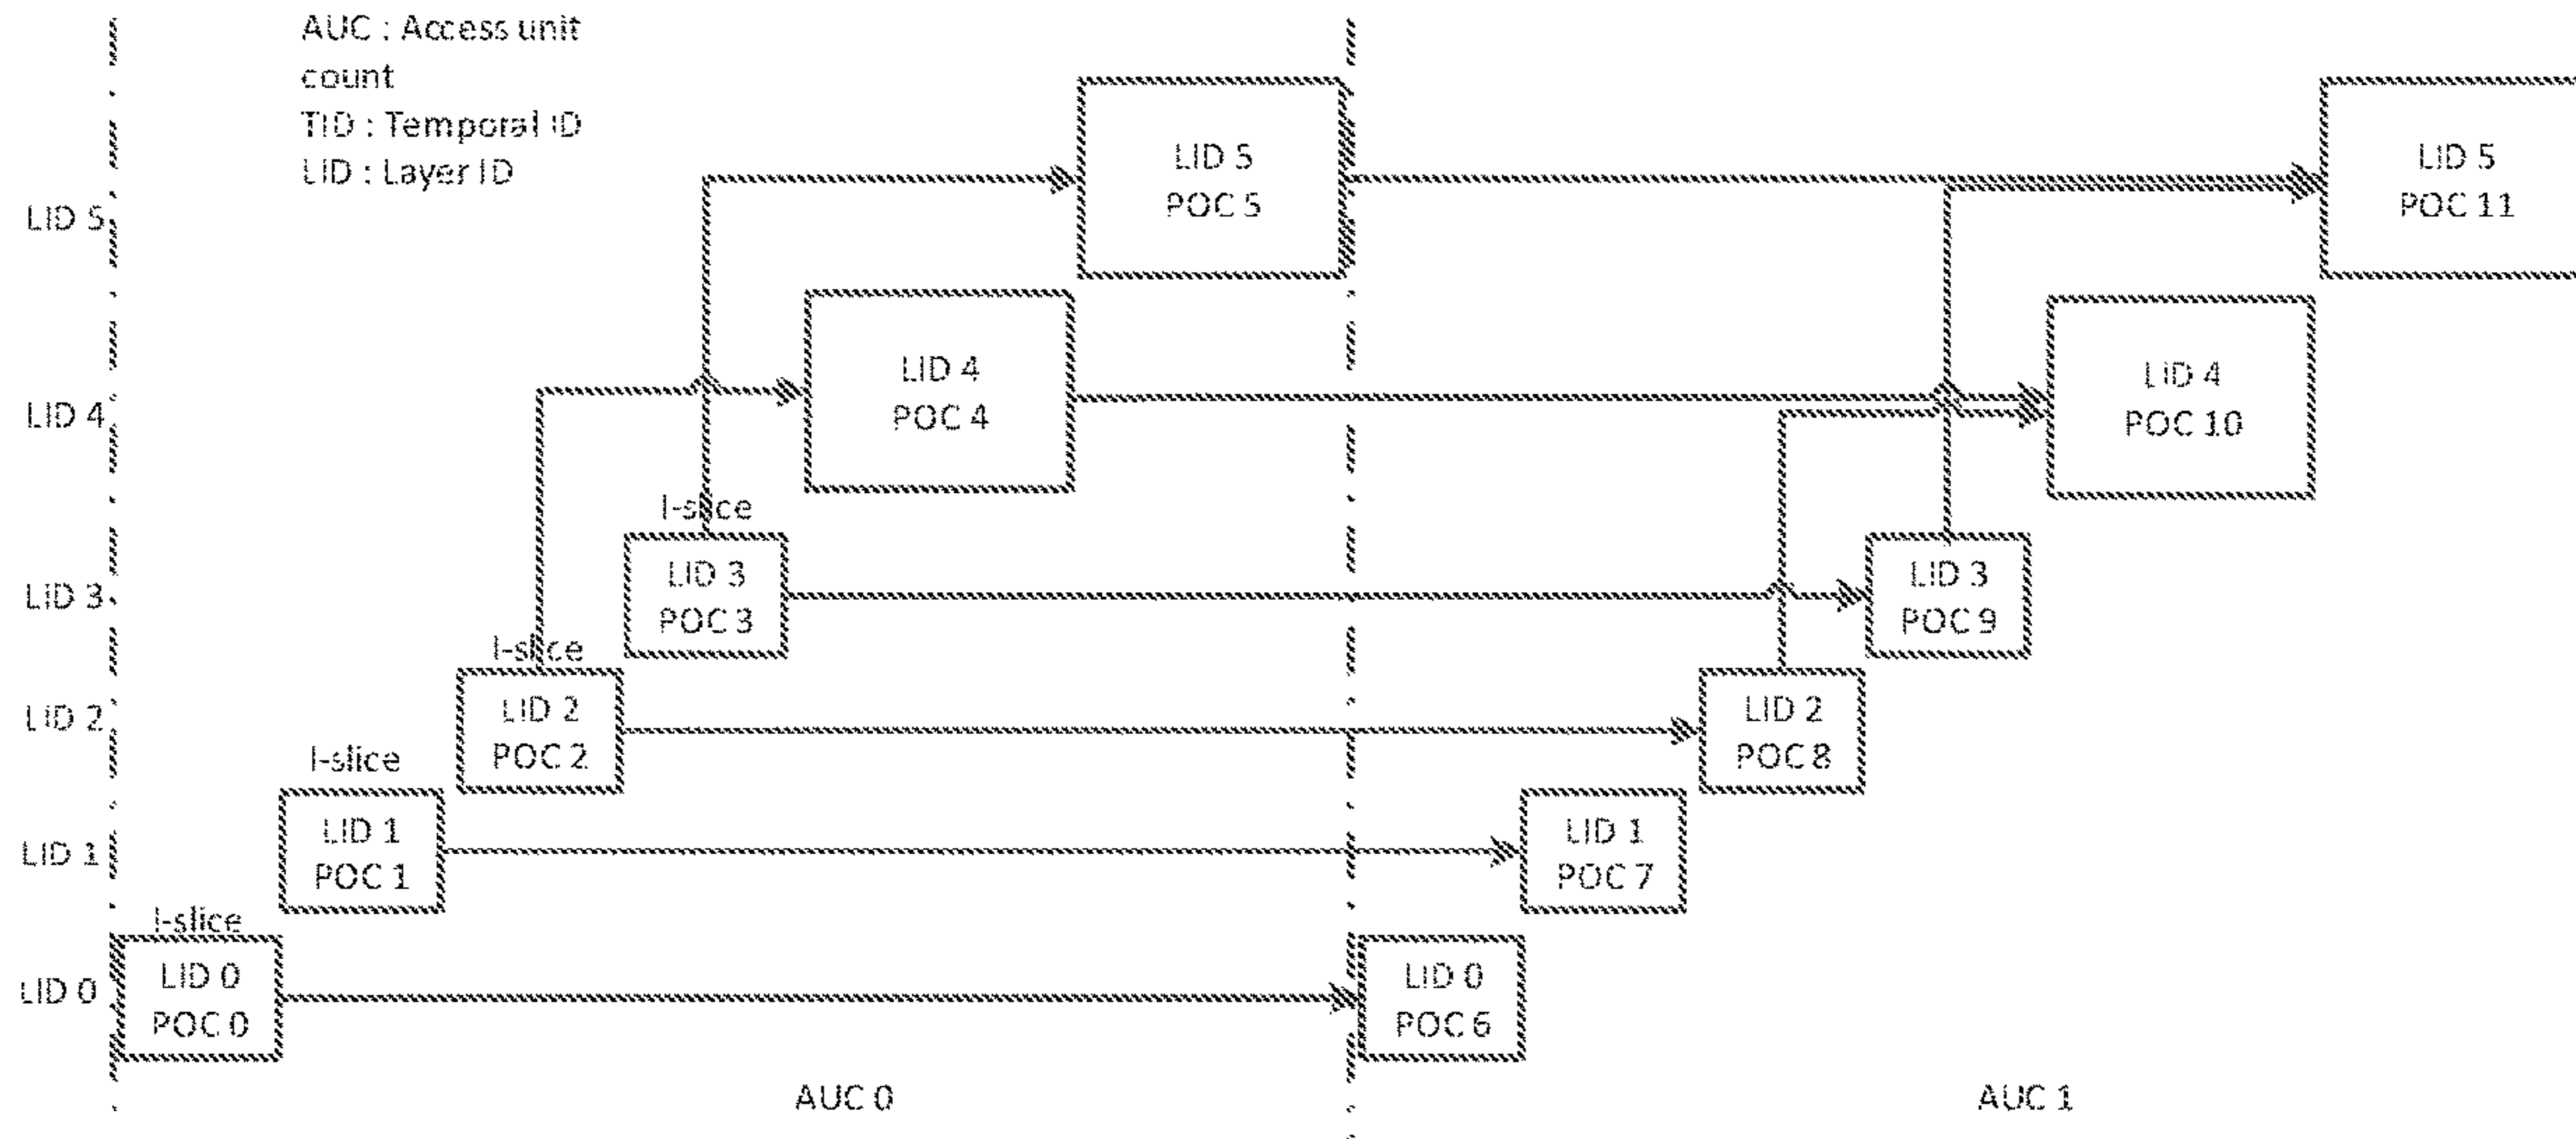 AUC : Access unit
count
TID : Temporal ID
LID : Layer ID
LID 5
LID 5
POC 5
LID 5
POC 11
LID 4
LID 4
POC 4
LID 4
POC 10
I-slice
LID 3
LID 3
POC 3
LID 3
POC 9
I-slice
LID 2
LID 2
POC 2
LID 2
POC 8
I-slice
LID 1
LID 1
POC 1
LID 1
POC 7
I-slice
LID 0
LID 0
POC 0
LID 0
POC 6
AUC 0
AUC 1